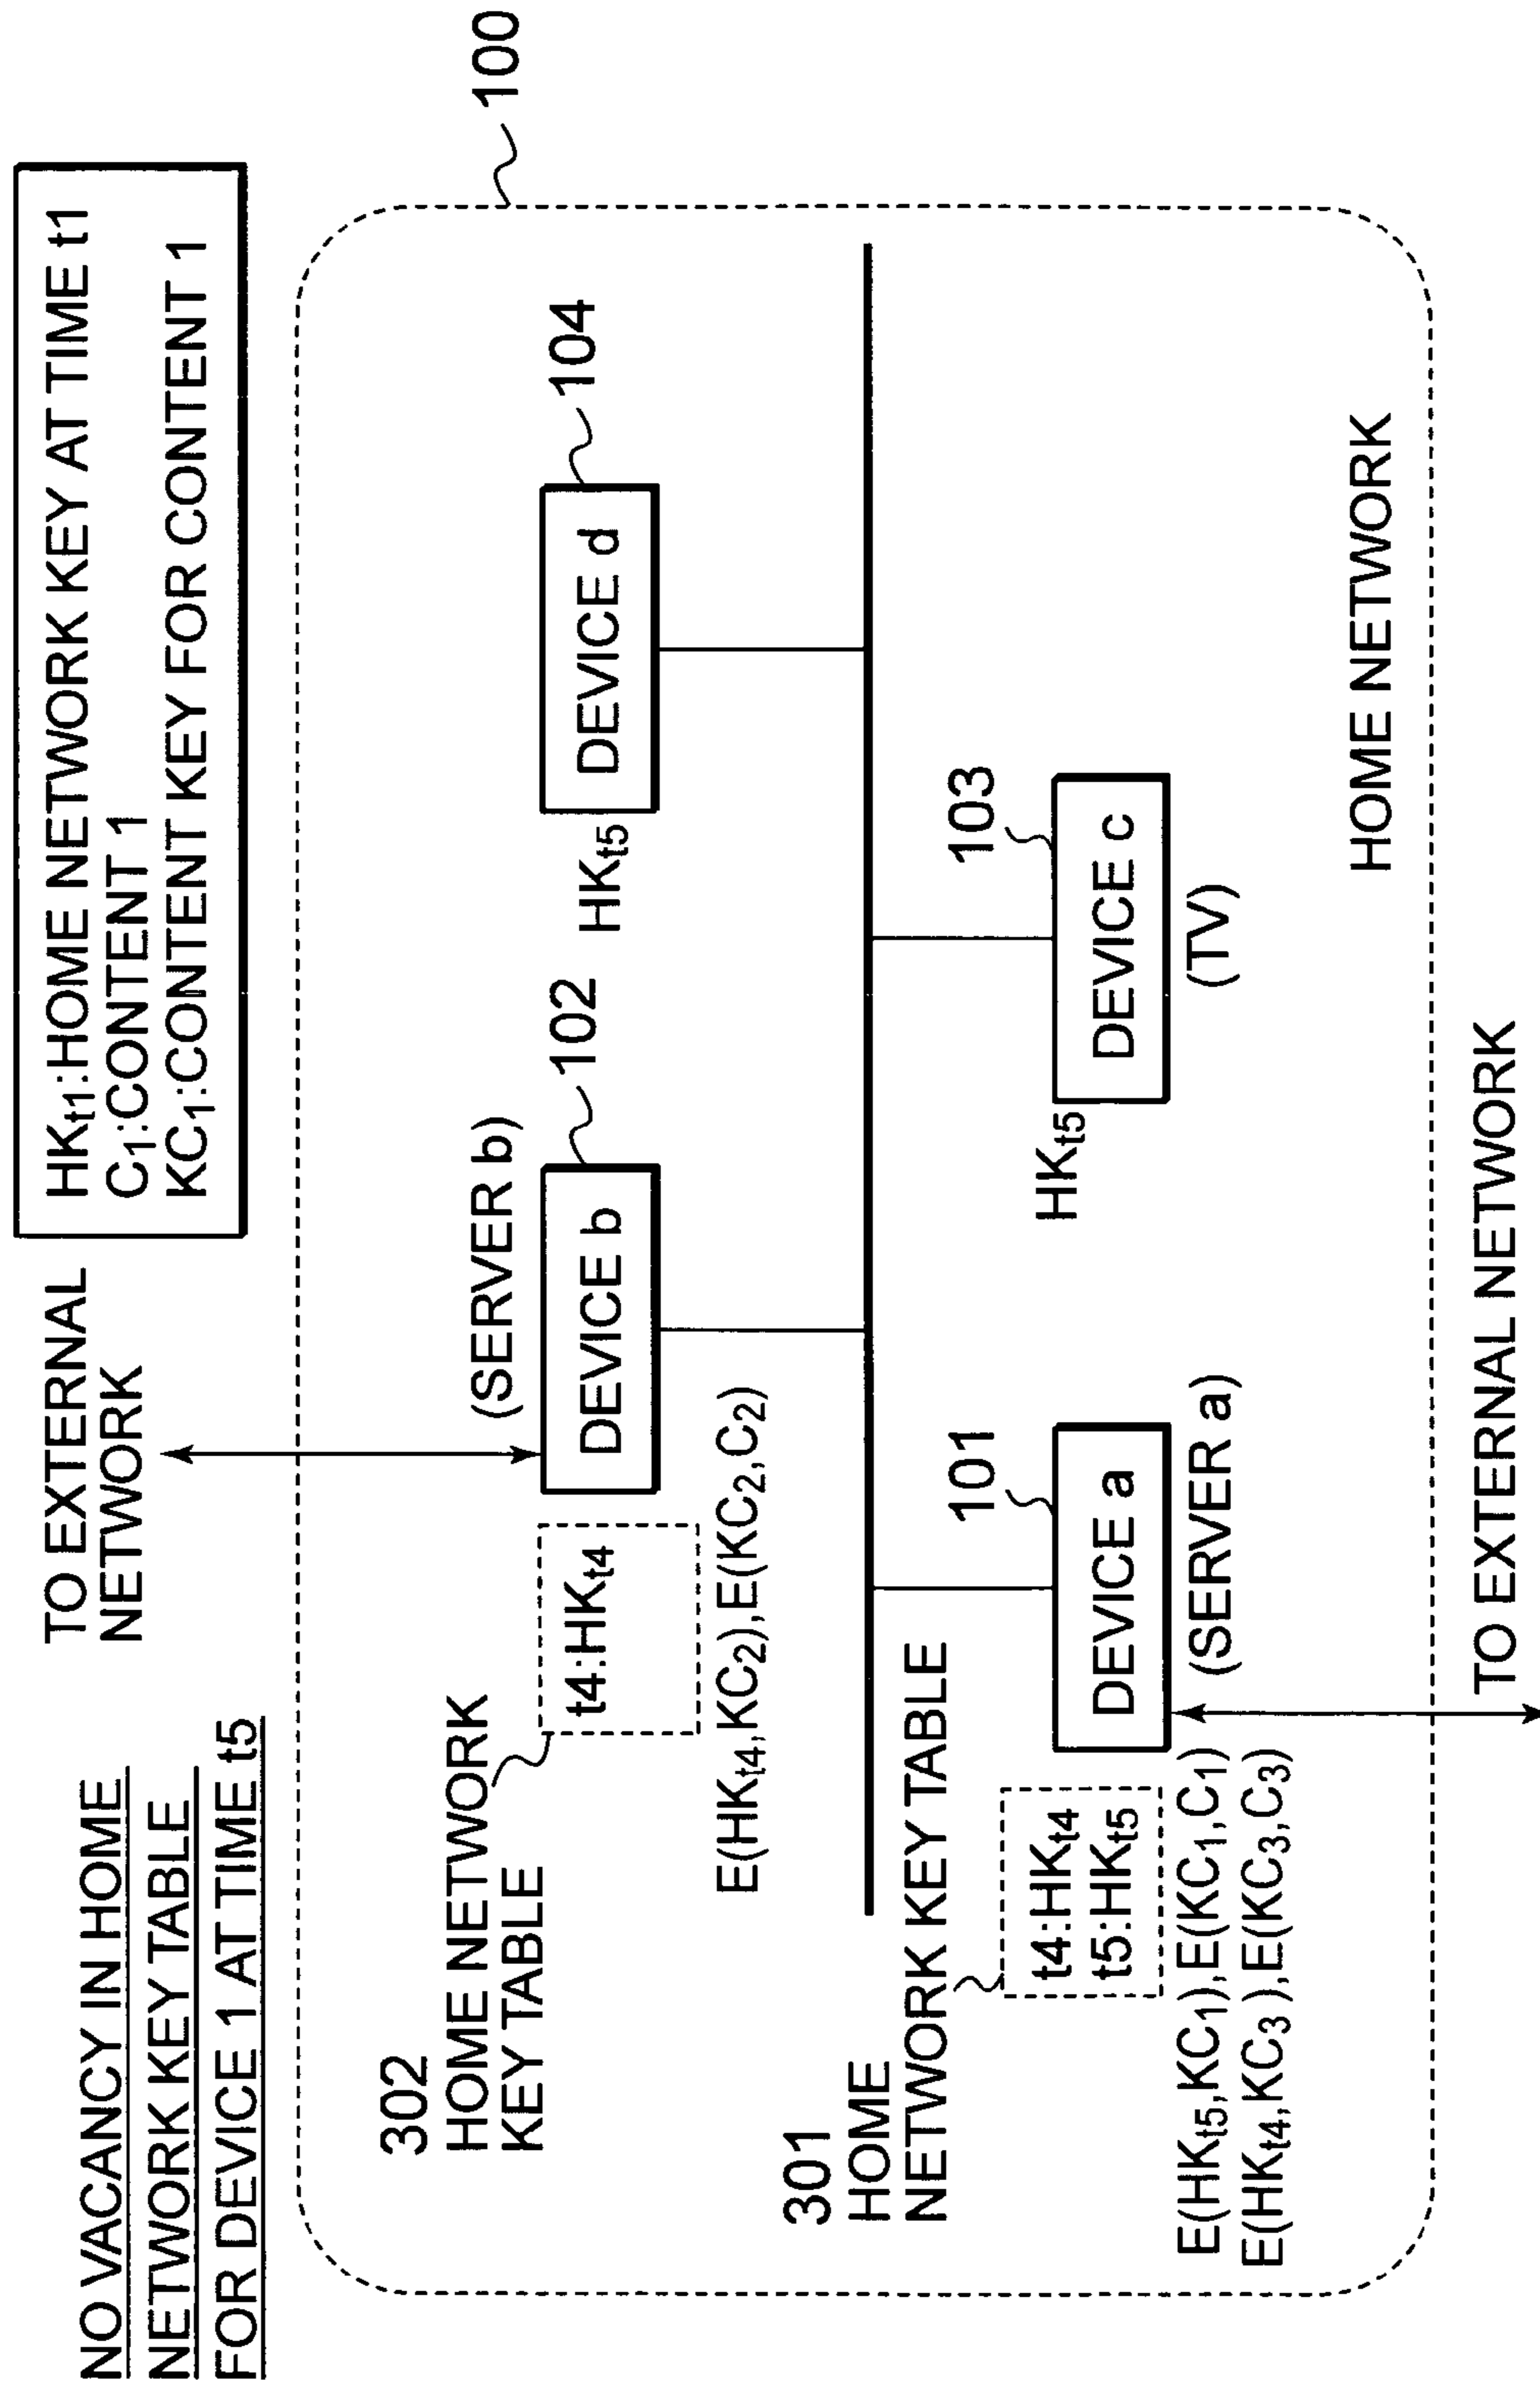 NO VACANCY IN HOME
NETWORK KEY TABLE
FOR DEVICE 1 AT TIME t5
TO EXTERNAL
NETWORK
HKt1:HOME NETWORK KEY AT TIME t1
C1:CONTENT 1
KC1:CONTENT KEY FOR CONTENT 1
100
302
HOME NETWORK
KEY TABLE
t4:HKt4
E(HKt4,KC2),E(KC2,C2)
(SERVER b)
DEVICE b
102
HKt5
DEVICE d
104
301
HOME
NETWORK KEY TABLE
t4:HKt4
t5:HKt5
E(HKt5,KC1),E(KC1,C1)
E(HKt4,KC3),E(KC3,C3)
101
DEVICE a
(SERVER a)
HKt5
103
DEVICE c
(TV)
HOME NETWORK
TO EXTERNAL NETWORK